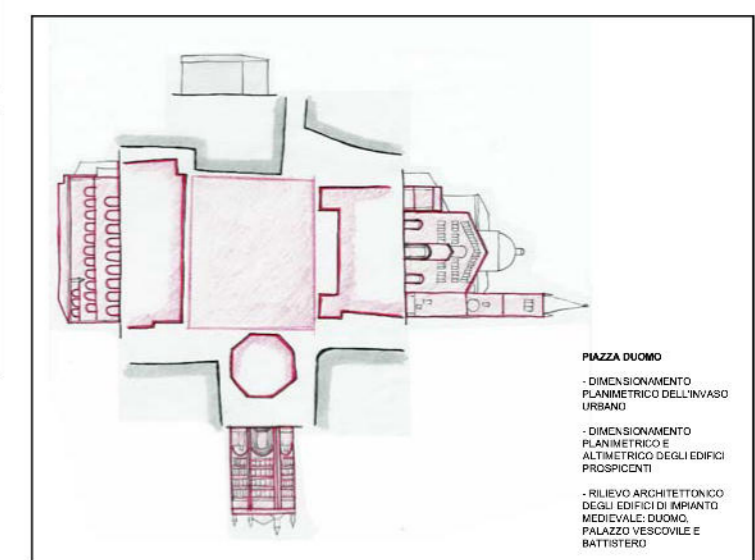 PIAZZA DUOMO
- DIMENSIONAMENTO
PLANIMETRICO DELL'INVASO
URBANO
- DIMENSIONAMENTO
PLANIMETRICO E
ALTIMETRICO DEGLI EDIFICI
PROSPICENTI
- RILIEVO ARCHITETTONICO
DEGLI EDIFICI DI IMPIANTO
MEDIEVALE: DUOMO,
PALAZZO VESCOVILE E
BATTISTERO